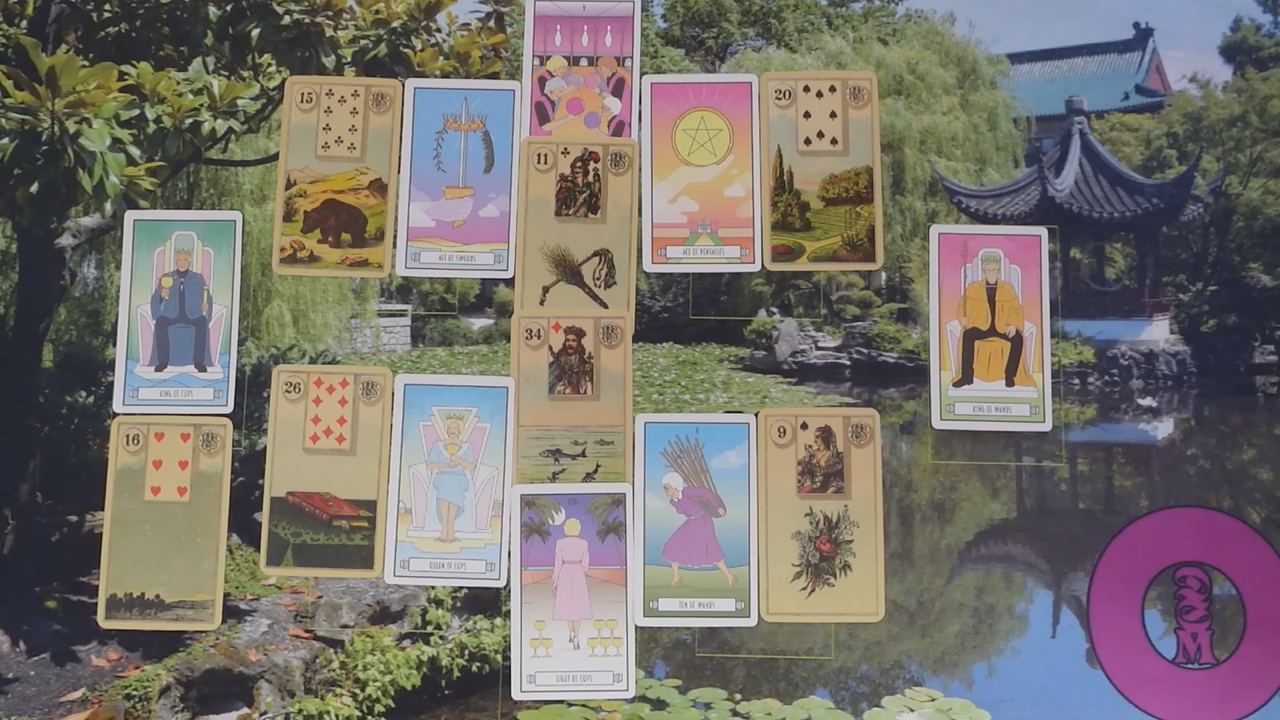 V
15
ACE OF SWORDS
11
ACE OF PENTACLES
20
KING OF CUPS
KING OF WANDS
34
16
26
QUEEN OF CUPS
TEN OF WANDS
9
EIGHT OF CUPS